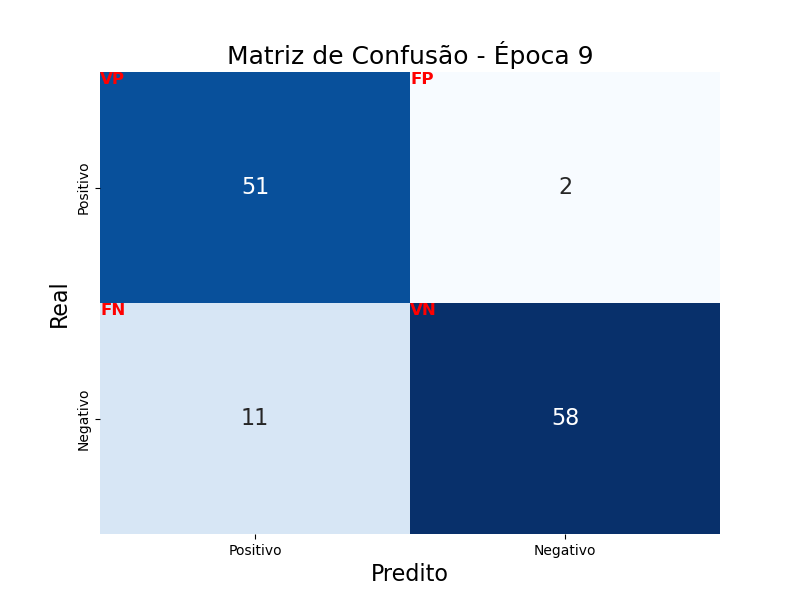 Matriz de Confusão - Época 9
VP
FP
Positivo
51
2
Real
FN
VN
Negativo
11
58
Positivo
Negativo
Predito